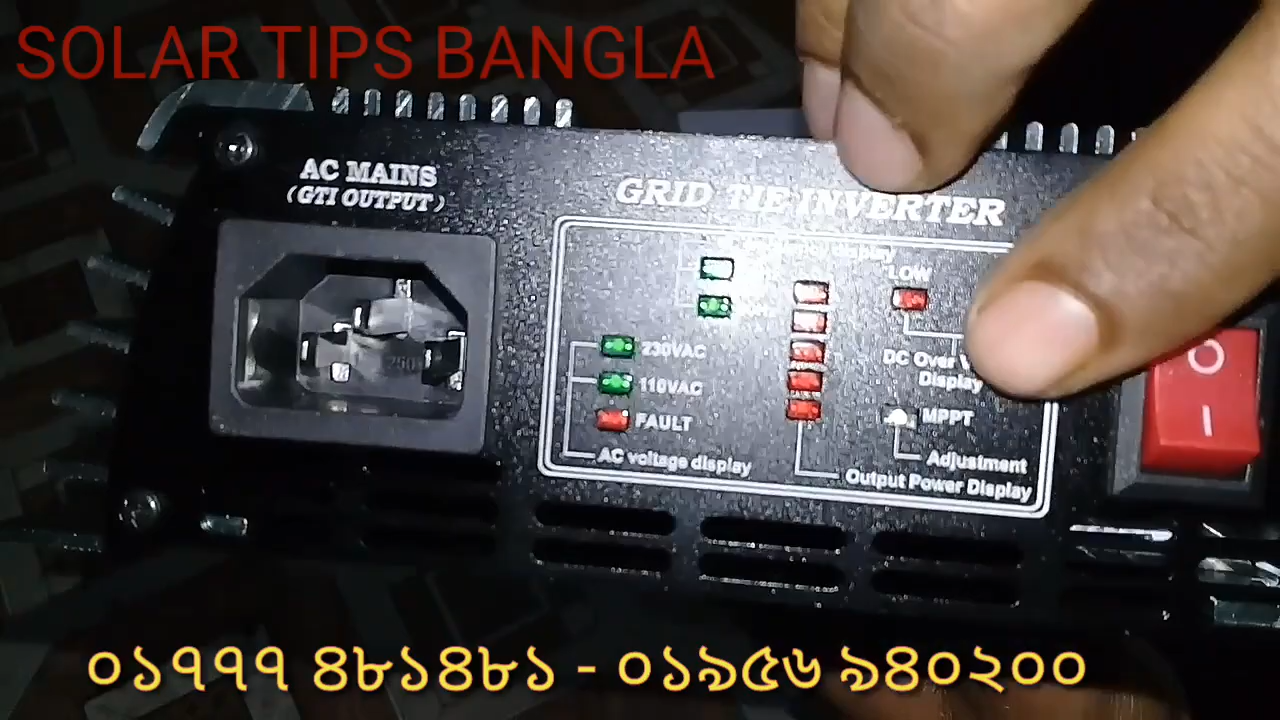 SOLAR TIPS BANGLA
AC MAINS
(GTI OUTPUT)
GRID TIE INVERTER
LOW
230VAC
110VAC
FAULT
AC voltage display
DC Over
Display
MPPT
Adjustment
Output Power Display
০১৭৭৭ ৪৮১৪৮১ - ০১৯৫৬ ৯৪০২০০